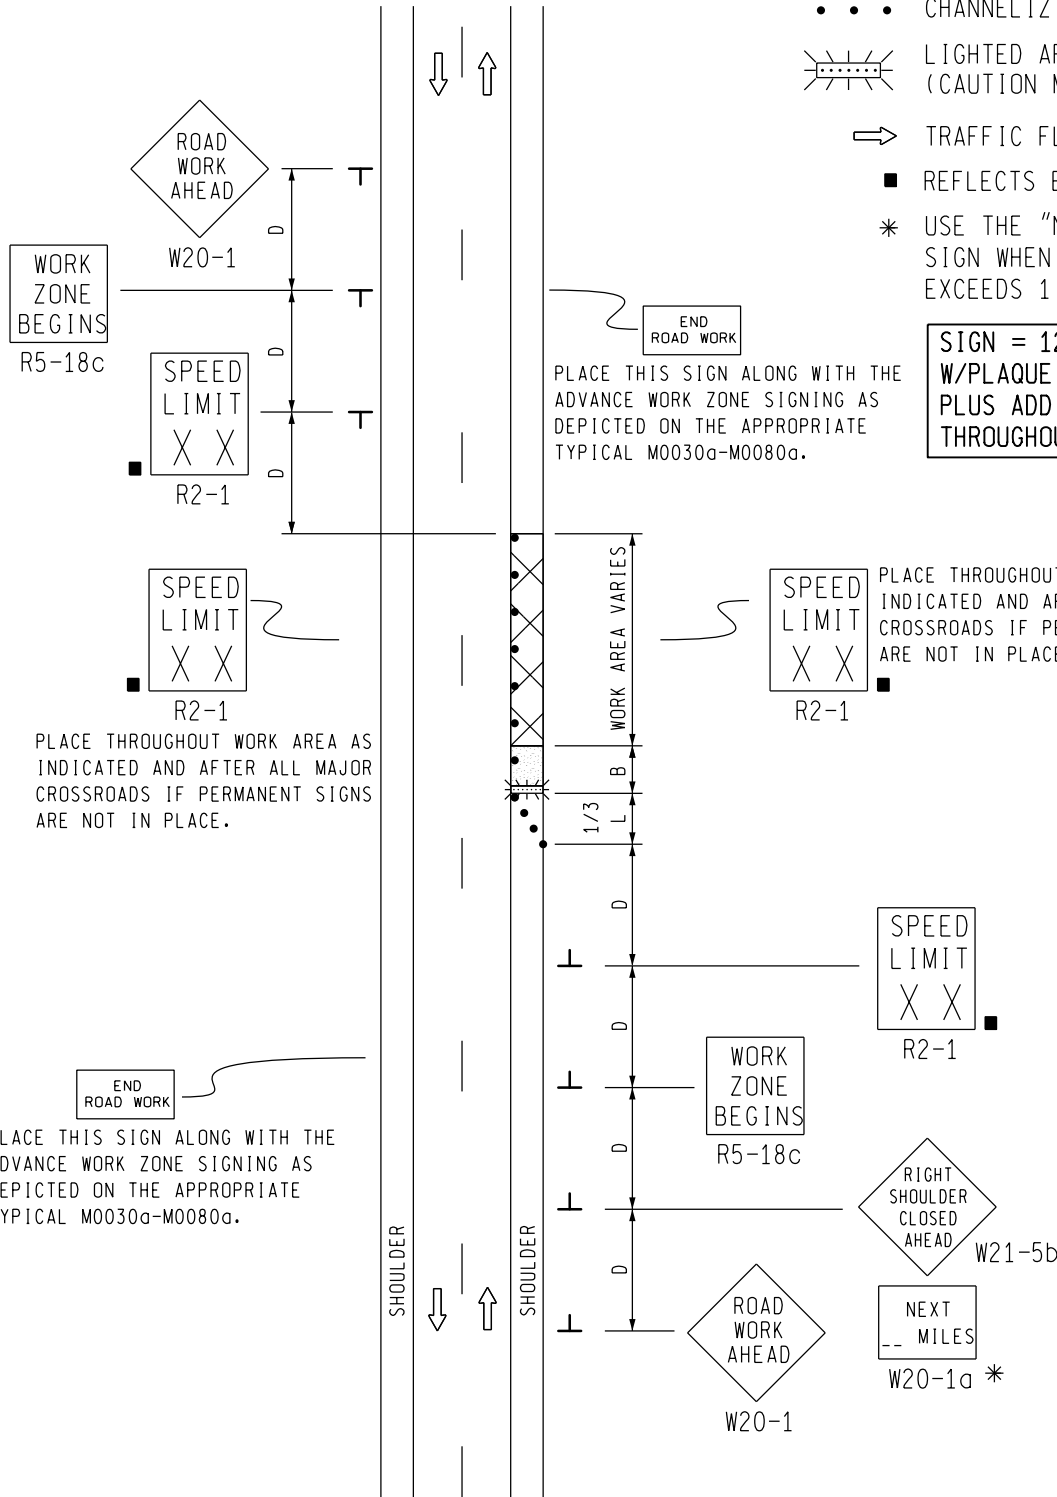 CHANNELIZ
LIGHTED AR
(CAUTION M
TRAFFIC FL
REFLECTS E
* USE THE "N
SIGN WHEN
EXCEEDS 1
SIGN = 12
W/PLAQUE
PLUS ADD
THROUGHOU
ROAD
WORK
AHEAD
W20-1
D
WORK
ZONE
BEGINS
R5-18c
D
SPEED
LIMIT
X X
R2-1
D
END
ROAD WORK
PLACE THIS SIGN ALONG WITH THE
ADVANCE WORK ZONE SIGNING AS
DEPICTED ON THE APPROPRIATE
TYPICAL M0030a-M0080a.
SPEED
LIMIT
X X
R2-1
PLACE THROUGHOUT WORK AREA AS
INDICATED AND AFTER ALL MAJOR
CROSSROADS IF PERMANENT SIGNS
ARE NOT IN PLACE.
WORK AREA VARIES
SPEED
LIMIT
X X
R2-1
PLACE THROUGHOUT
INDICATED AND AF
CROSSROADS IF PE
ARE NOT IN PLACE
B
1/3 L
D
SPEED
LIMIT
X X
R2-1
D
WORK
ZONE
BEGINS
R5-18c
D
END
ROAD WORK
LACE THIS SIGN ALONG WITH THE
DVANCE WORK ZONE SIGNING AS
EPICTED ON THE APPROPRIATE
YPICAL M0030a-M0080a.
RIGHT
SHOULDER
CLOSED
AHEAD
W21-5b
D
SHOULDER
SHOULDER
ROAD
WORK
AHEAD
W20-1
NEXT
__ MILES
W20-1a *